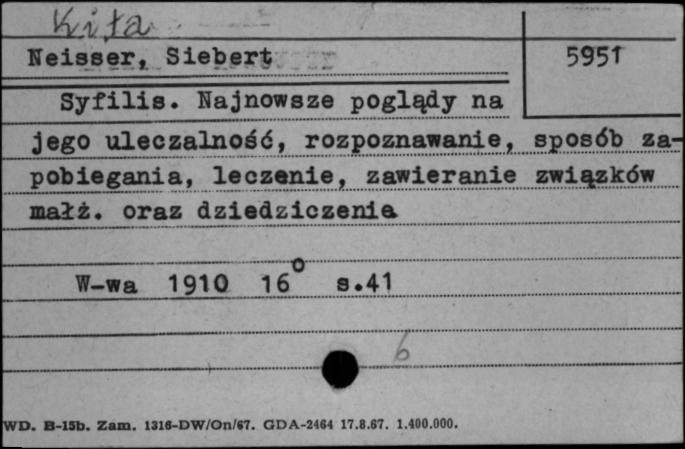 Kiła
Neisser, Siebert
5951
Syfilis. Najnowsze poglądy na
jego uleczalność, rozpoznawanie, sposób za-
pobiegania, leczenie, zawieranie związków
małż. oraz dziedziczenia
W-wa 1910 16° s.41
6
WD. B-15b. Zam. 1316-DW/On/67. GDA-2464 17.8.67. 1.400.000.